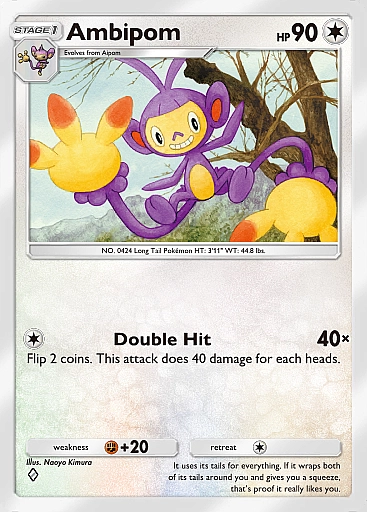 STAGE 1 Ambipom HP 90
Evolves from Aipom
NO. 0424 Long Tail Pokémon HT: 3'11" WT: 44.8 lbs.
Double Hit 40×
Flip 2 coins. This attack does 40 damage for each heads.
weakness +20 retreat
Illus. Naoyo Kimura
It uses its tails for everything. If it wraps both
of its tails around you and gives you a squeeze,
that's proof it really likes you.